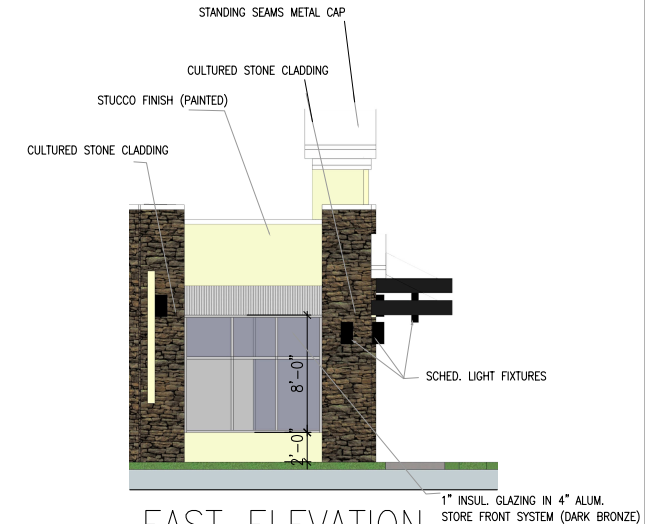 STANDING SEAMS METAL CAP
CULTURED STONE CLADDING
STUCCO FINISH (PAINTED)
CULTURED STONE CLADDING
8'-0"
2'-0"
SCHED. LIGHT FIXTURES
1" INSUL. GLAZING IN 4" ALUM.
STORE FRONT SYSTEM (DARK BRONZE)
EAST ELEVATION